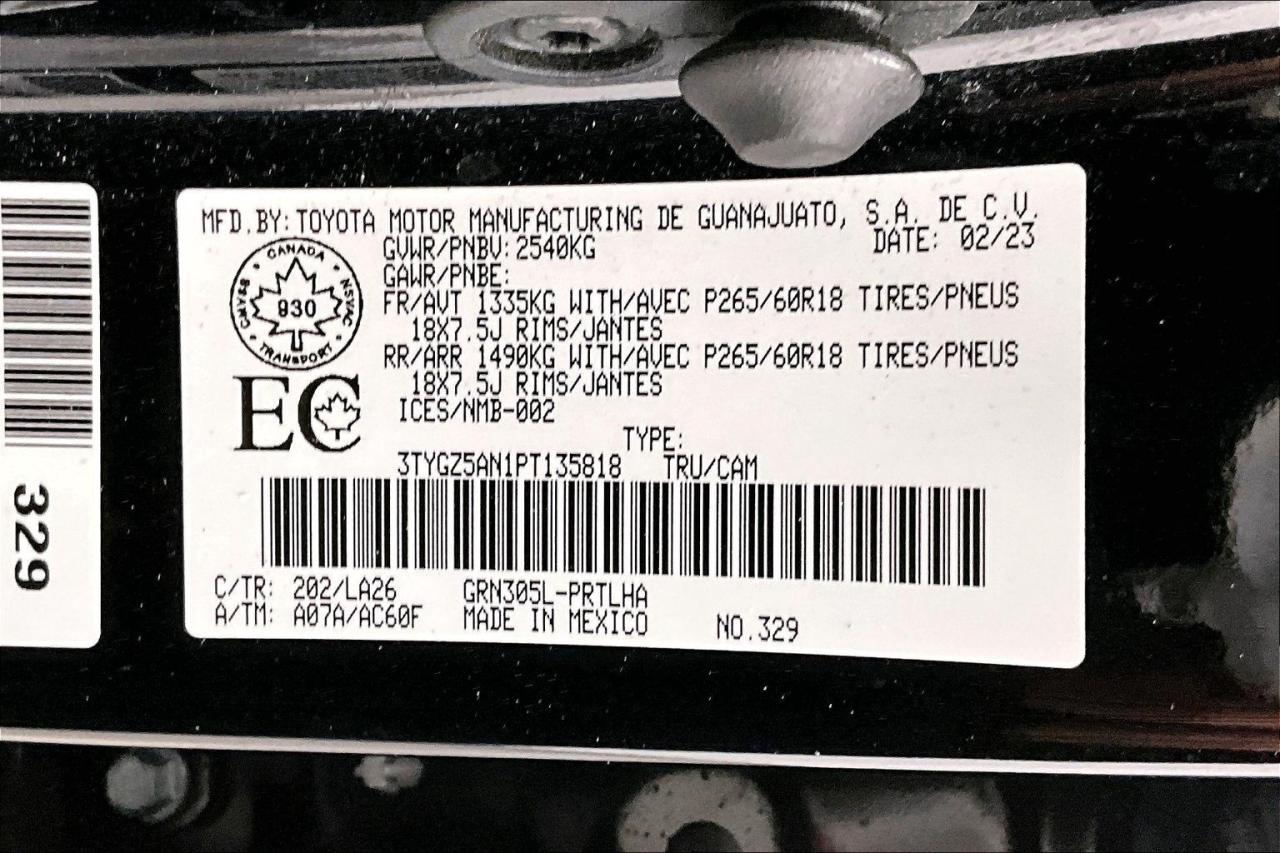 MFD.BY: TOYOTA MOTOR MANUFACTURING DE GUANAJUATO, S.A. DE C.V.
GVWR/PNBV: 2540KG DATE: 02/23
GAWR/PNBE:
FR/AVT 1335KG WITH/AVEC P265/60R18 TIRES/PNEUS
18X7.5J RIMS/JANTES
RR/ARR 1490KG WITH/AVEC P265/60R18 TIRES/PNEUS
18X7.5J RIMS/JANTES
ICES/NMB-002
CANADA
NSVAC
930
BSVAMC
TRANSPORT
EC
TYPE:
3TYGZ5AN1PT135818 TRU/CAM
C/TR: 202/LA26 GRN305L-PRTLHA
A/TM: A07A/AC60F MADE IN MEXICO NO.329
329